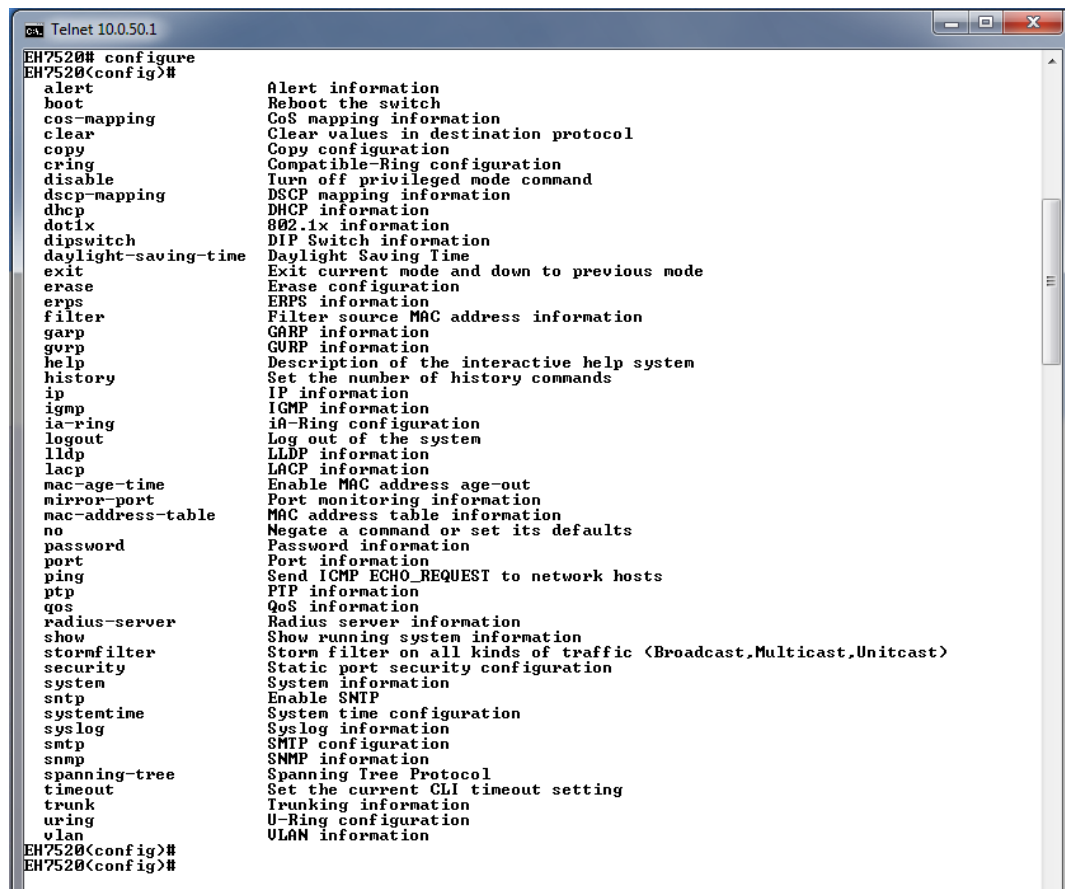 Telnet 10.0.50.1
EH7520# configure
EH7520(config)#
alert Alert information
boot Reboot the switch
cos-mapping CoS mapping information
clear Clear values in destination protocol
copy Copy configuration
cring Compatible-Ring configuration
disable Turn off privileged mode command
dscp-mapping DSCP mapping information
dhcp DHCP information
dot1x 802.1x information
dipswitch DIP Switch information
daylight-saving-time Daylight Saving Time
exit Exit current mode and down to previous mode
erase Erase configuration
erps ERPS information
filter Filter source MAC address information
garp GARP information
gvrp GVRP information
help Description of the interactive help system
history Set the number of history commands
ip IP information
igmp IGMP information
ia-ring iA-Ring configuration
logout Log out of the system
lldp LLDP information
lacp LACP information
mac-age-time Enable MAC address age-out
mirror-port Port monitoring information
mac-address-table MAC address table information
no Negate a command or set its defaults
password Password information
port Port information
ping Send ICMP ECHO_REQUEST to network hosts
ptp PTP information
qos QoS information
radius-server Radius server information
show Show running system information
stormfilter Storm filter on all kinds of traffic (Broadcast,Multicast,Unitcast)
security Static port security configuration
system System information
sntp Enable SNTP
systemtime System time configuration
syslog Syslog information
smtp SMTP configuration
snmp SNMP information
spanning-tree Spanning Tree Protocol
timeout Set the current CLI timeout setting
trunk Trunking information
uring U-Ring configuration
vlan VLAN information
EH7520(config)#
EH7520(config)#